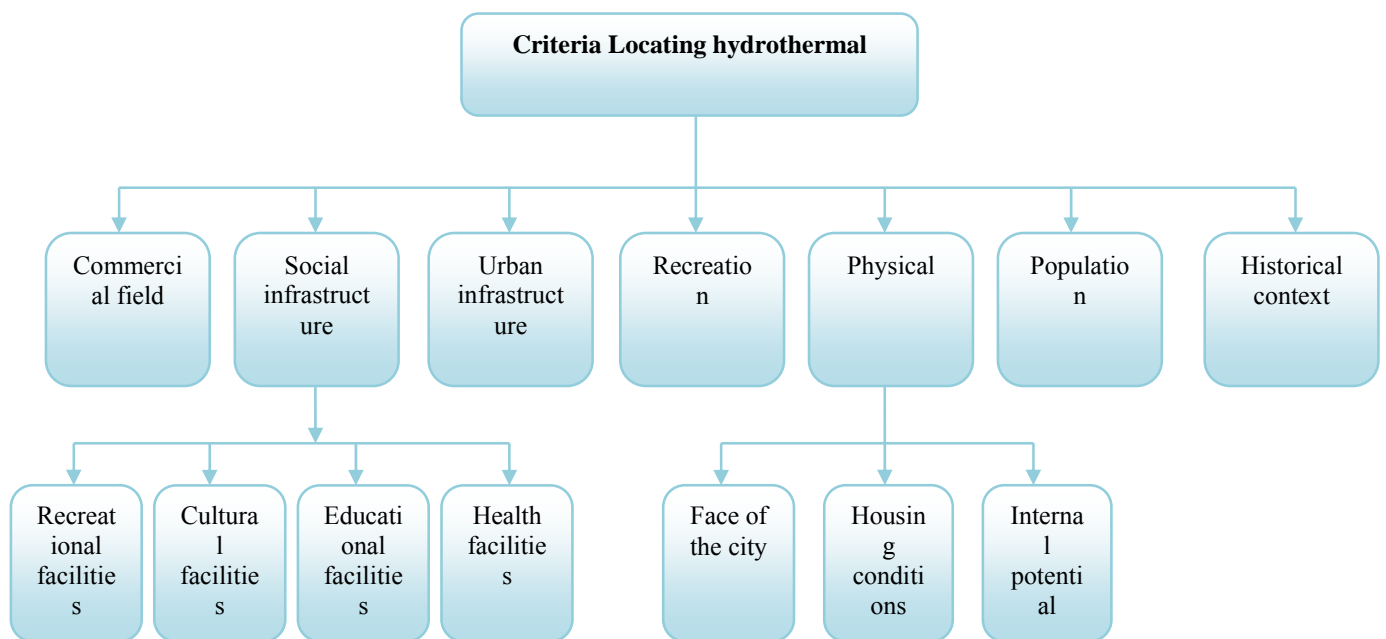 Criteria Locating hydrothermal
Commerci
al field
Social
infrastruct
ure
Urban
infrastruct
ure
Recreatio
n
Physical
Populatio
n
Historical
context
Recreat
ional
facilitie
s
Cultura
l
facilitie
s
Educati
onal
facilitie
s
Health
facilitie
s
Face of
the city
Housin
g
conditi
ons
Interna
l
potenti
al